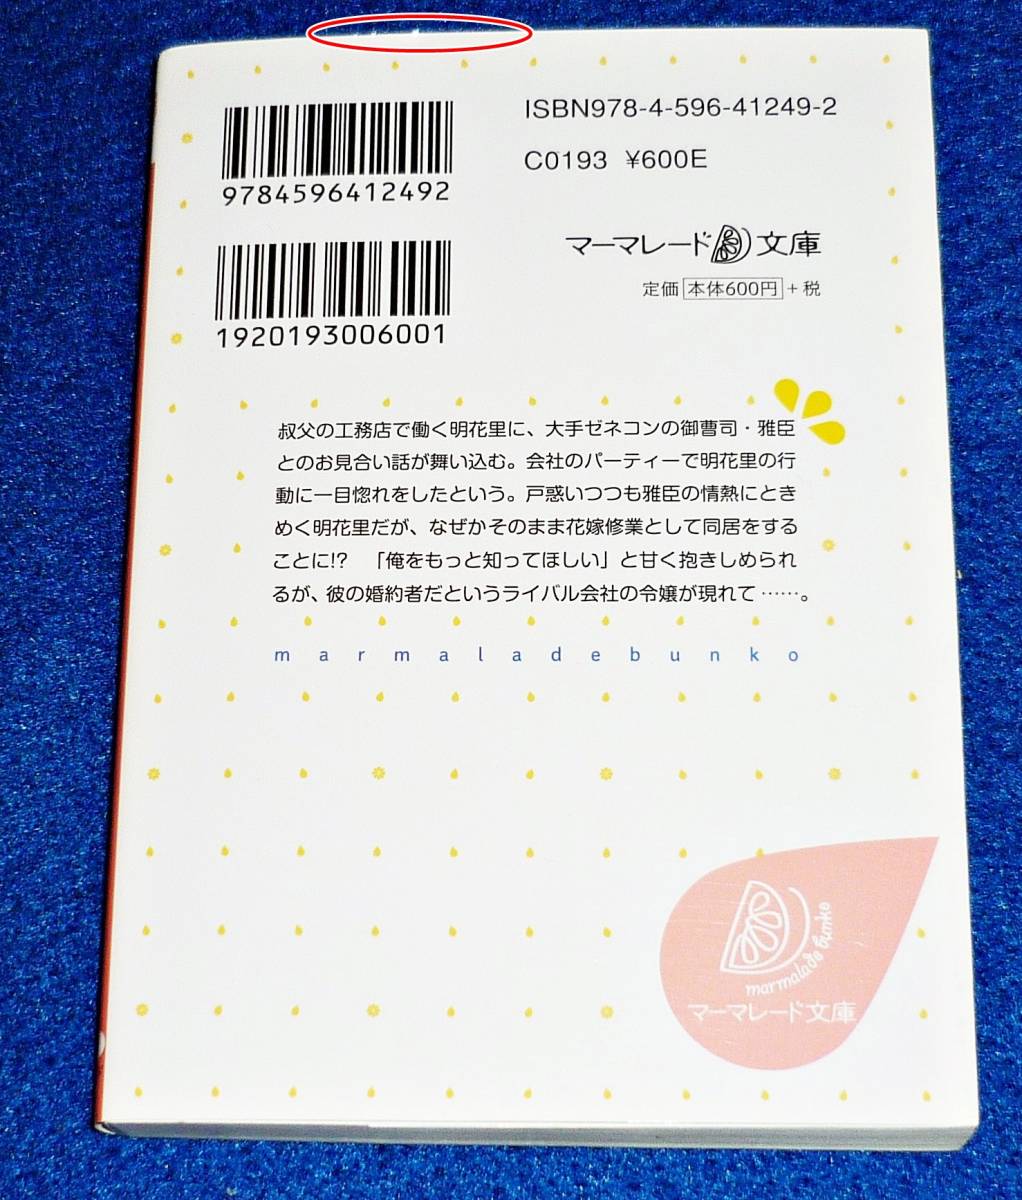 ISBN978-4-596-41249-2
C0193 ¥600E
9784596412492
1920193006001
マーマレード文庫
定価 本体600円 +税
叔父の工務店で働く明花里に、大手ゼネコンの御曹司・雅臣
とのお見合い話が舞い込む。会社のパーティーで明花里の行
動に一目惚れをしたという。戸惑いつつも雅臣の情熱にとき
めく明花里だが、なぜかそのまま花嫁修業として同居をする
ことに!? 「俺をもっと知ってほしい」と甘く抱きしめられ
るが、彼の婚約者だというライバル会社の令嬢が現れて……。
marmaladebunko
marmalade bunko
マーマレード文庫